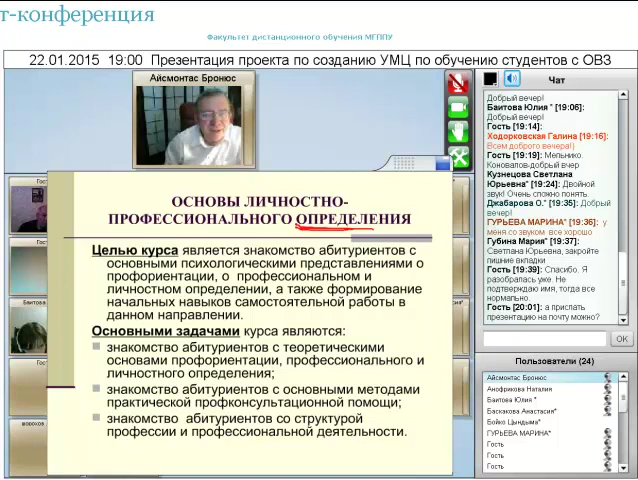 т-конференция
Факультет дистанционного обучения МГППУ
22.01.2015 19:00 Презентация проекта по созданию УМЦ по обучению студентов с ОВЗ
Айсмонтас Бронюс
ОСНОВЫ ЛИЧНОСТНО-
ПРОФЕССИОНАЛЬНОГО ОПРЕДЕЛЕНИЯ
Целью курса является знакомство абитуриентов с
основными психологическими представлениями о
профориентации, о профессиональном и
личностном определении, а также формирование
начальных навыков самостоятельной работы в
данном направлении.
Основными задачами курса являются:
знакомство абитуриентов с теоретическими
основами профориентации, профессионального и
личностного определения;
знакомство абитуриентов с основными методами
практической профконсультационной помощи;
знакомство абитуриентов со структурой
профессии и профессиональной деятельности.
Гост
Гость
Баитова
Гос
Чат
Добрый вечер!
Баитова Юлия * [19:06]:
Добрый вечер!
Гость [19:14]:
Ходорковская Галина [19:16]:
Всем доброго вечера!)
Гость [19:19]: Мельнико.
Коновалов-добрый вечер
Кузнецова Светлана
Юрьевна* [19:24]: Двойной
звук! Очень сложно понять.
Джабарова О.* [19:35]: Добрый
вечер!
ГУРЬЕВА МАРИНА* [19:36]: у
меня со звуком все хорошо
Губина Мария* [19:37]:
Светлана Юрьевна, закройте
лишние вкладки
Гость [19:39]: Спасибо. Я
разобралась уже. Не
подтверждаю имя, тогда все
нормально.
Гость [20:01]: а прислать
презентацию на почту можно?
OK
Пользователи (24)
Айсмонтас Бронюс
Анофрикова Наталия
Баитова Юлия *
Баскакова Анастасия*
Бойко Цындыма*
ГУРЬЕВА МАРИНА*
Гость
Гость
Гость